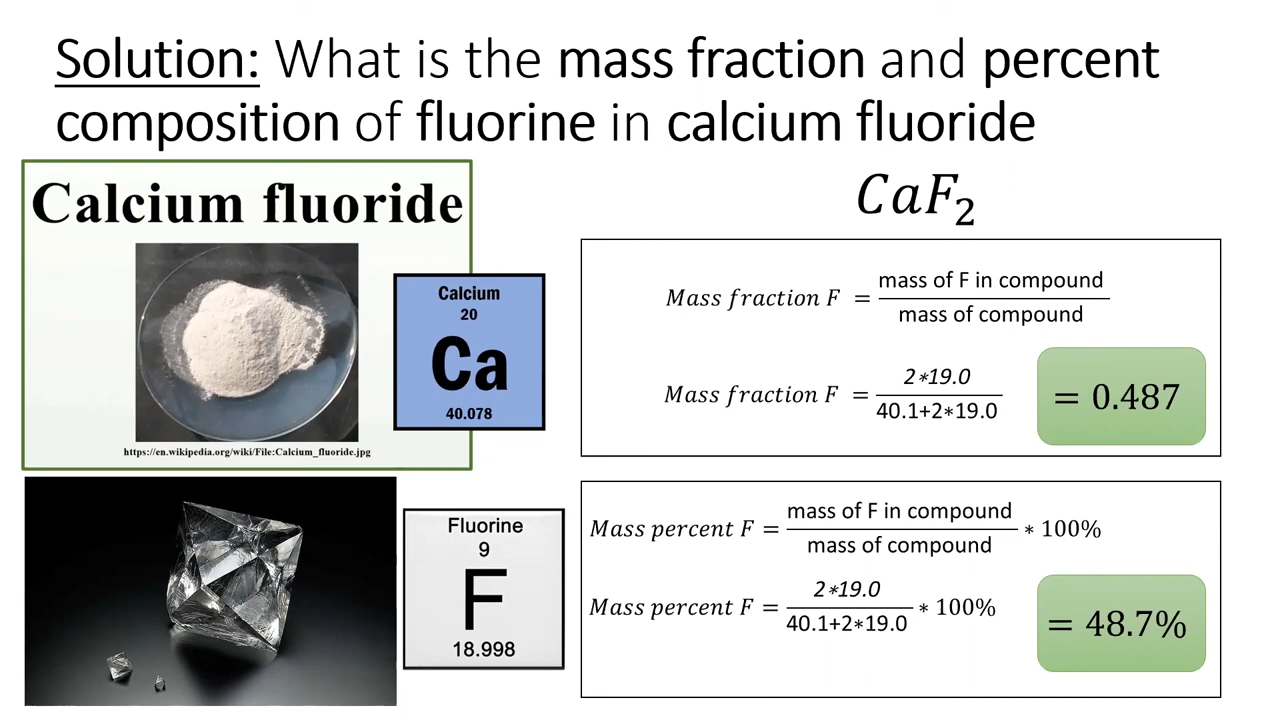 Solution: What is the mass fraction and percent
composition of fluorine in calcium fluoride
Calcium fluoride
https://en.wikipedia.org/wiki/File:Calcium_fluoride.jpg
Calcium
20
Ca
40.078
Fluorine
9
F
18.998
CaF₂
Mass fraction F = mass of F in compound / mass of compound
Mass fraction F = 2*19.0 / 40.1+2*19.0 = 0.487
Mass percent F = mass of F in compound / mass of compound * 100%
Mass percent F = 2*19.0 / 40.1+2*19.0 * 100% = 48.7%